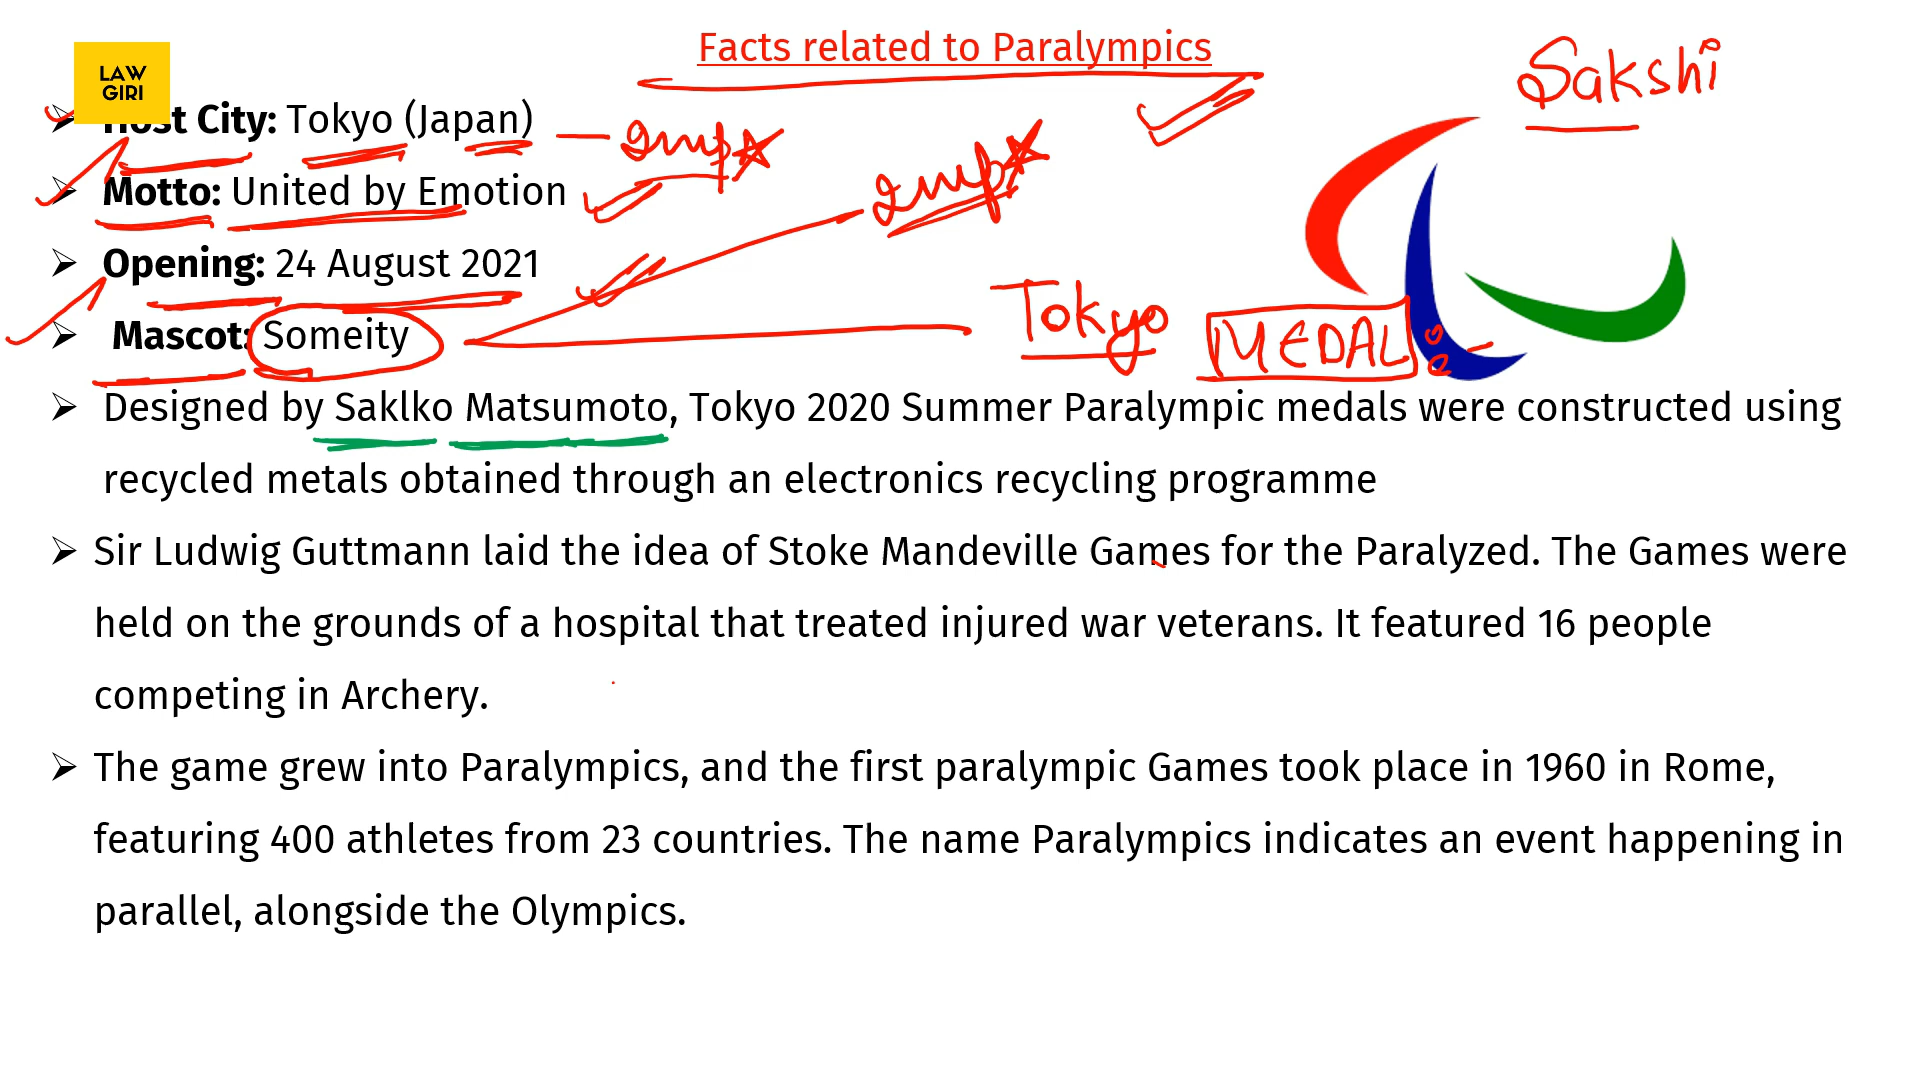 Facts related to Paralympics
Sakshi
LAW
GIRI
Host City: Tokyo (Japan) - Imp
Motto: United by Emotion
Imp
Opening: 24 August 2021
Mascot: Someity
Tokyo
MEDAL:-
Designed by Saklko Matsumoto, Tokyo 2020 Summer Paralympic medals were constructed using
recycled metals obtained through an electronics recycling programme
Sir Ludwig Guttmann laid the idea of Stoke Mandeville Games for the Paralyzed. The Games were
held on the grounds of a hospital that treated injured war veterans. It featured 16 people
competing in Archery.
The game grew into Paralympics, and the first paralympic Games took place in 1960 in Rome,
featuring 400 athletes from 23 countries. The name Paralympics indicates an event happening in
parallel, alongside the Olympics.